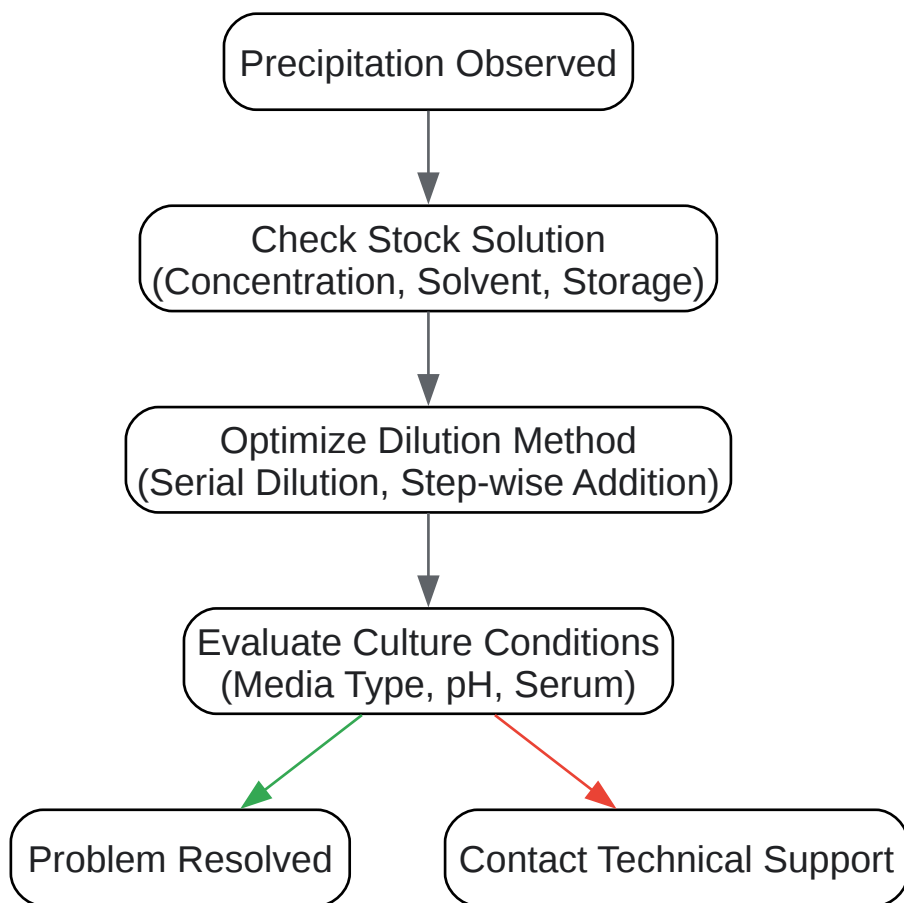 Precipitation Observed
Check Stock Solution
(Concentration, Solvent, Storage)
Optimize Dilution Method
(Serial Dilution, Step-wise Addition)
Evaluate Culture Conditions
(Media Type, pH, Serum)
Problem Resolved
Contact Technical Support